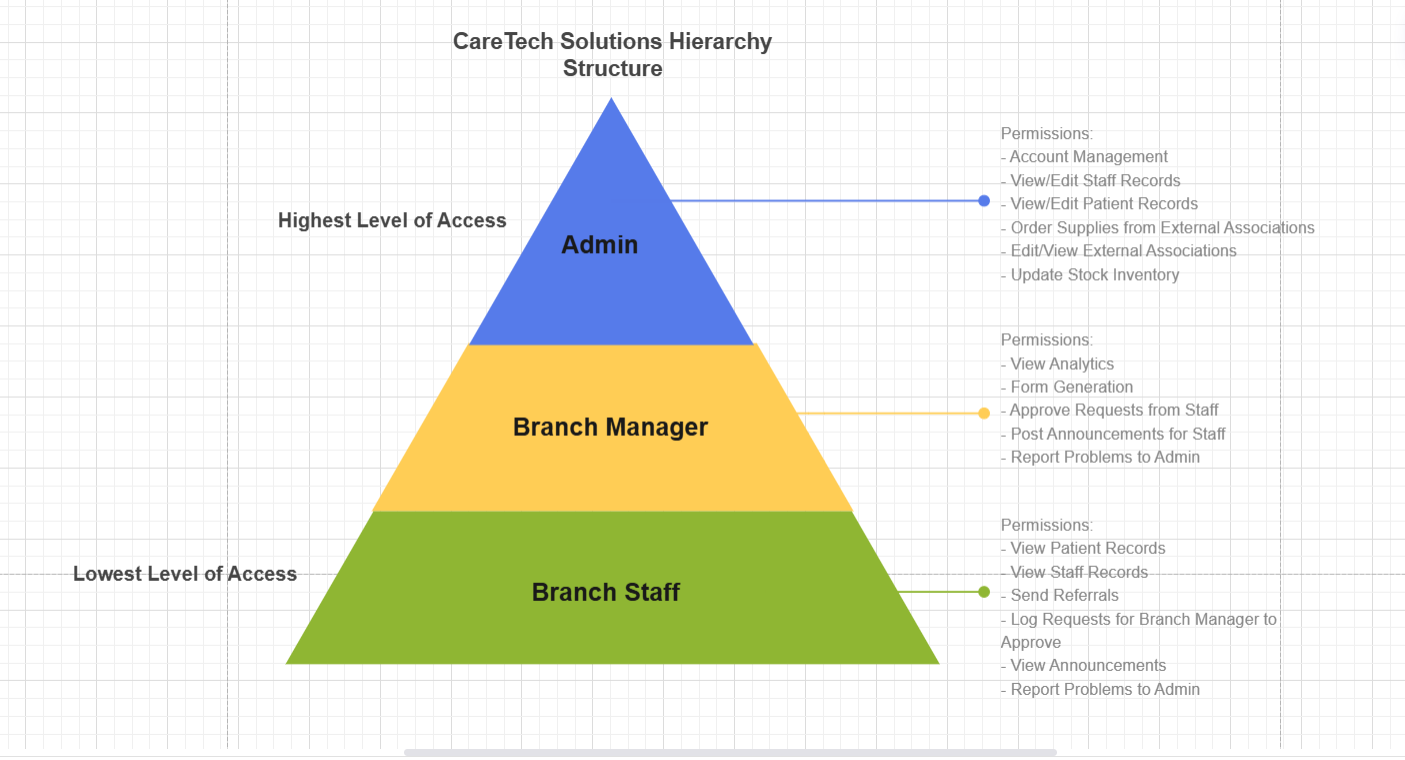 CareTech Solutions Hierarchy
Structure
Highest Level of Access
Admin
Permissions:
- Account Management
- View/Edit Staff Records
- View/Edit Patient Records
- Order Supplies from External Associations
- Edit/View External Associations
- Update Stock Inventory
Branch Manager
Permissions:
- View Analytics
- Form Generation
- Approve Requests from Staff
- Post Announcements for Staff
- Report Problems to Admin
Lowest Level of Access
Branch Staff
Permissions:
- View Patient Records
- View Staff Records
- Send Referrals
- Log Requests for Branch Manager to
Approve
- View Announcements
- Report Problems to Admin